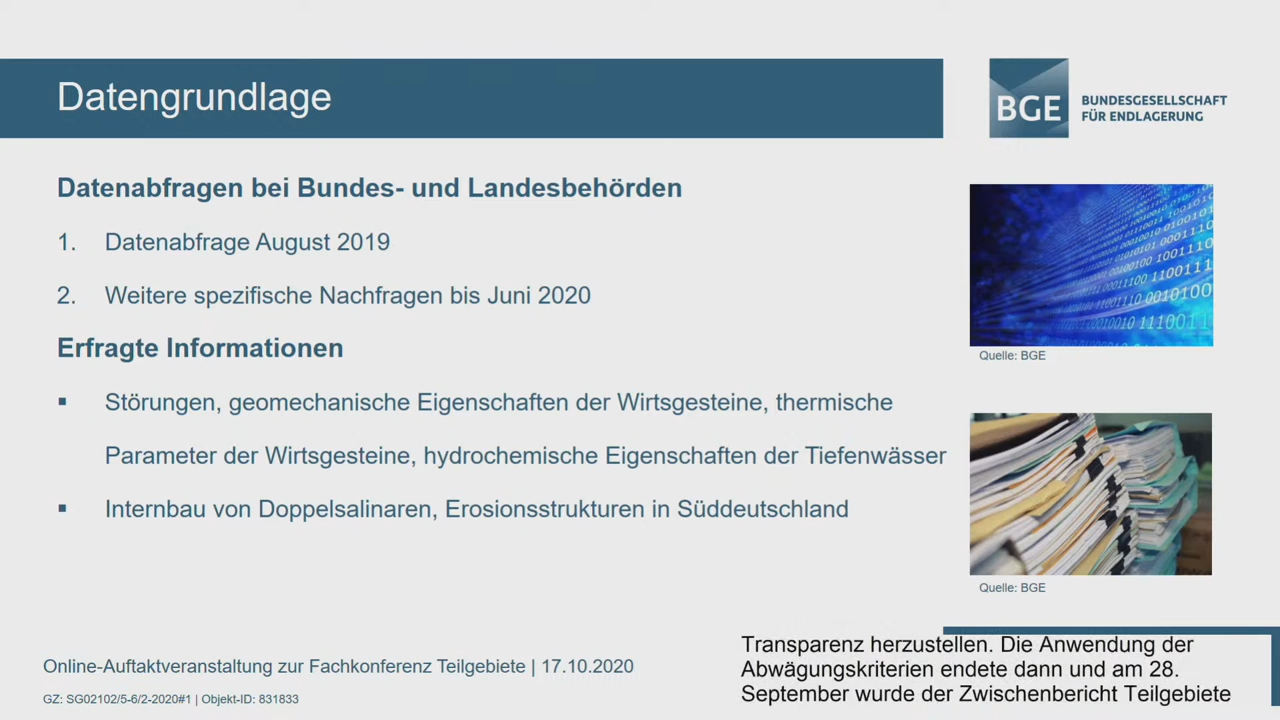 Datengrundlage
BGE
BUNDESGESELLSCHAFT
FÜR ENDLAGERUNG
Datenabfragen bei Bundes- und Landesbehörden
1. Datenabfrage August 2019
2. Weitere spezifische Nachfragen bis Juni 2020
Erfragte Informationen
▪ Störungen, geomechanische Eigenschaften der Wirtsgesteine, thermische
Parameter der Wirtsgesteine, hydrochemische Eigenschaften der Tiefenwässer
▪ Internbau von Doppelsalinaren, Erosionsstrukturen in Süddeutschland
Quelle: BGE
Quelle: BGE
Online-Auftaktveranstaltung zur Fachkonferenz Teilgebiete | 17.10.2020
GZ: SG02102/5-6/2-2020#1 | Objekt-ID: 831833
Transparenz herzustellen. Die Anwendung der
Abwägungskriterien endete dann und am 28.
September wurde der Zwischenbericht Teilgebiete